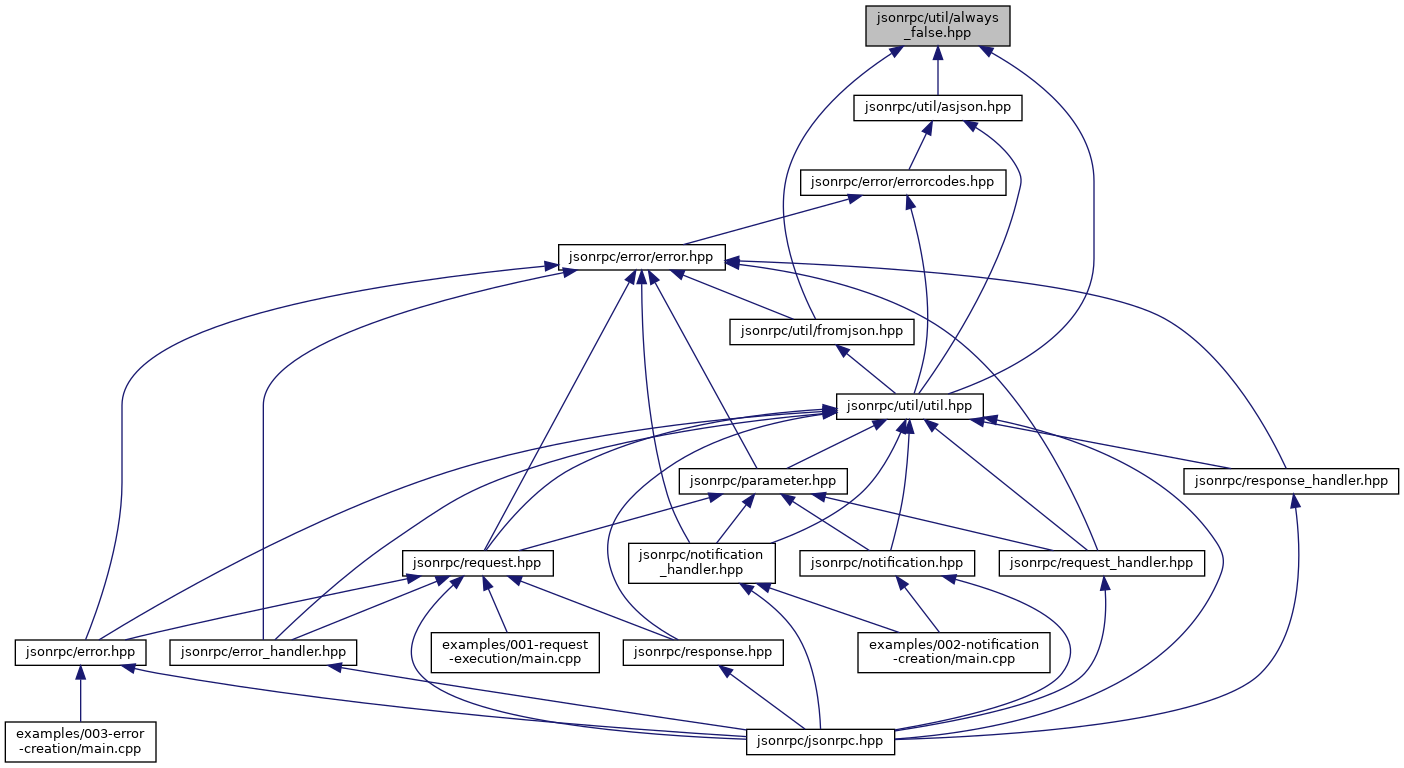 jsonrpc/util/always
_false.hpp
jsonrpc/util/asjson.hpp
jsonrpc/error/errorcodes.hpp
jsonrpc/error/error.hpp
jsonrpc/util/fromjson.hpp
jsonrpc/util/util.hpp
jsonrpc/parameter.hpp
jsonrpc/response_handler.hpp
jsonrpc/request.hpp
jsonrpc/notification
_handler.hpp
jsonrpc/notification.hpp
jsonrpc/request_handler.hpp
jsonrpc/error.hpp
jsonrpc/error_handler.hpp
examples/001-request
-execution/main.cpp
jsonrpc/response.hpp
examples/002-notification
-creation/main.cpp
examples/003-error
-creation/main.cpp
jsonrpc/jsonrpc.hpp